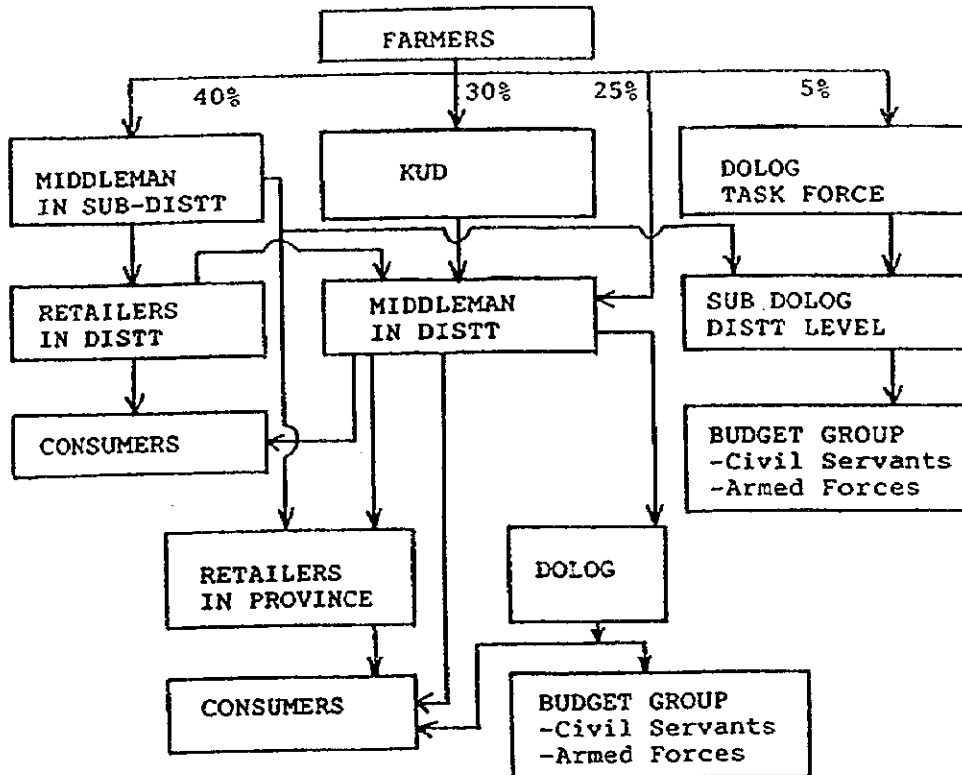 FARMERS
40%
30%
25%
5%
MIDDLEMAN
IN SUB-DISTT
KUD
DOLOG
TASK FORCE
RETAILERS
IN DISTT
MIDDLEMAN
IN DISTT
SUB DOLOG
DISTT LEVEL
CONSUMERS
BUDGET GROUP
-Civil Servants
-Armed Forces
RETAILERS
IN PROVINCE
DOLOG
CONSUMERS
BUDGET GROUP
-Civil Servants
-Armed Forces